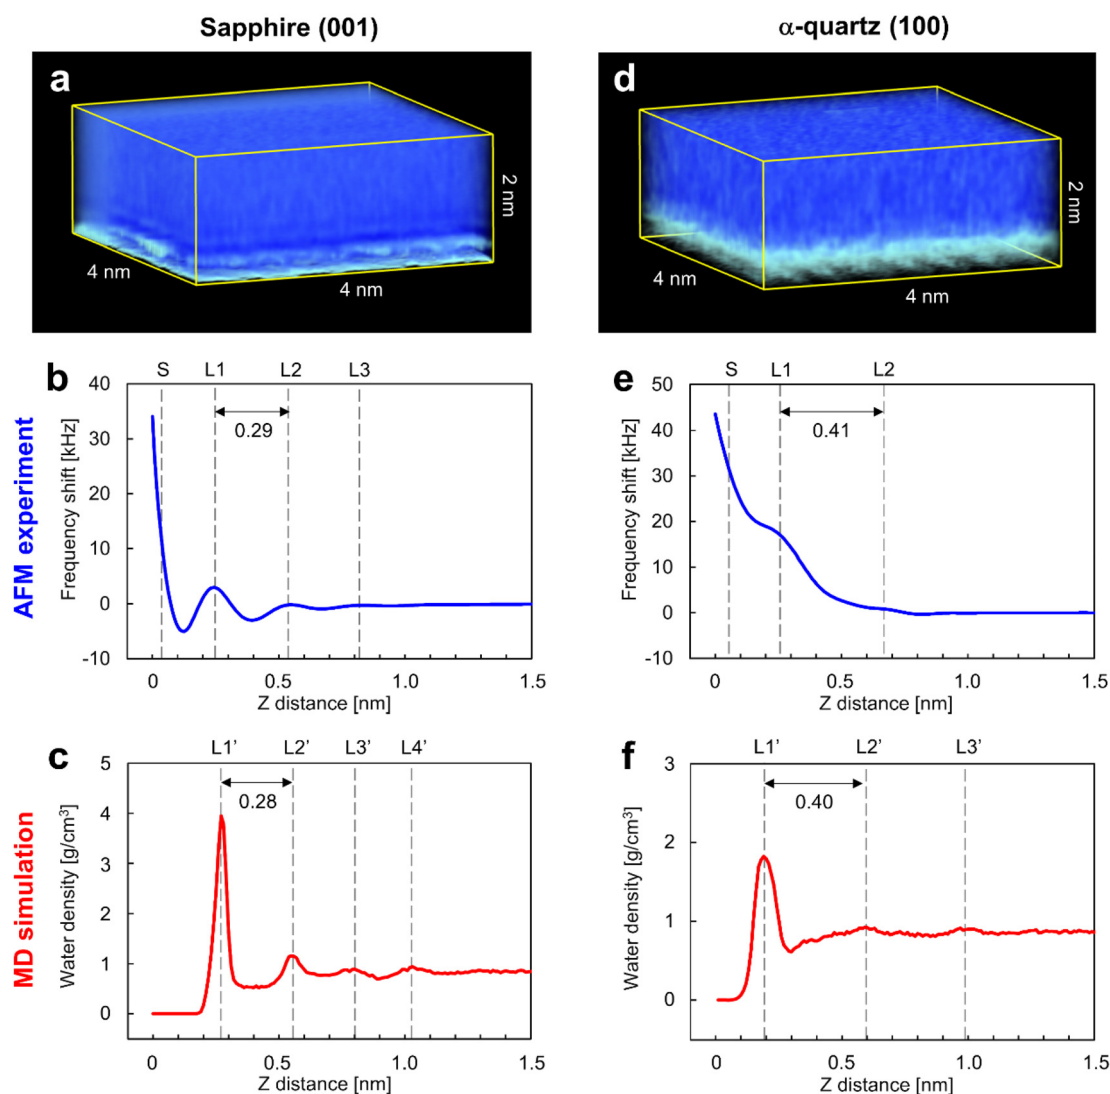 Sapphire (001)
α-quartz (100)
a
4 nm
4 nm
2 nm
d
4 nm
4 nm
2 nm
AFM experiment
b
S L1 L2 L3
0.29
Frequency shift [kHz]
40
30
20
10
0
-10
0 0.5 1.0 1.5
Z distance [nm]
e
S L1 L2
0.41
Frequency shift [kHz]
50
40
30
20
10
0
-10
0 0.5 1.0 1.5
Z distance [nm]
MD simulation
c
L1’ L2’ L3’ L4’
0.28
Water density [g/cm³]
5
4
3
2
1
0
0 0.5 1.0 1.5
Z distance [nm]
f
L1’ L2’ L3’
0.40
Water density [g/cm³]
3
2
1
0
0 0.5 1.0 1.5
Z distance [nm]